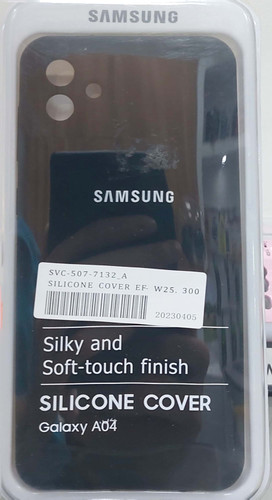 SAMSUNG
SAMSUNG
SVC-507-7132_A
SILICONE COVER EF- W25. 300
20230405
Silky and
Soft-touch finish
SILICONE COVER
Galaxy A04